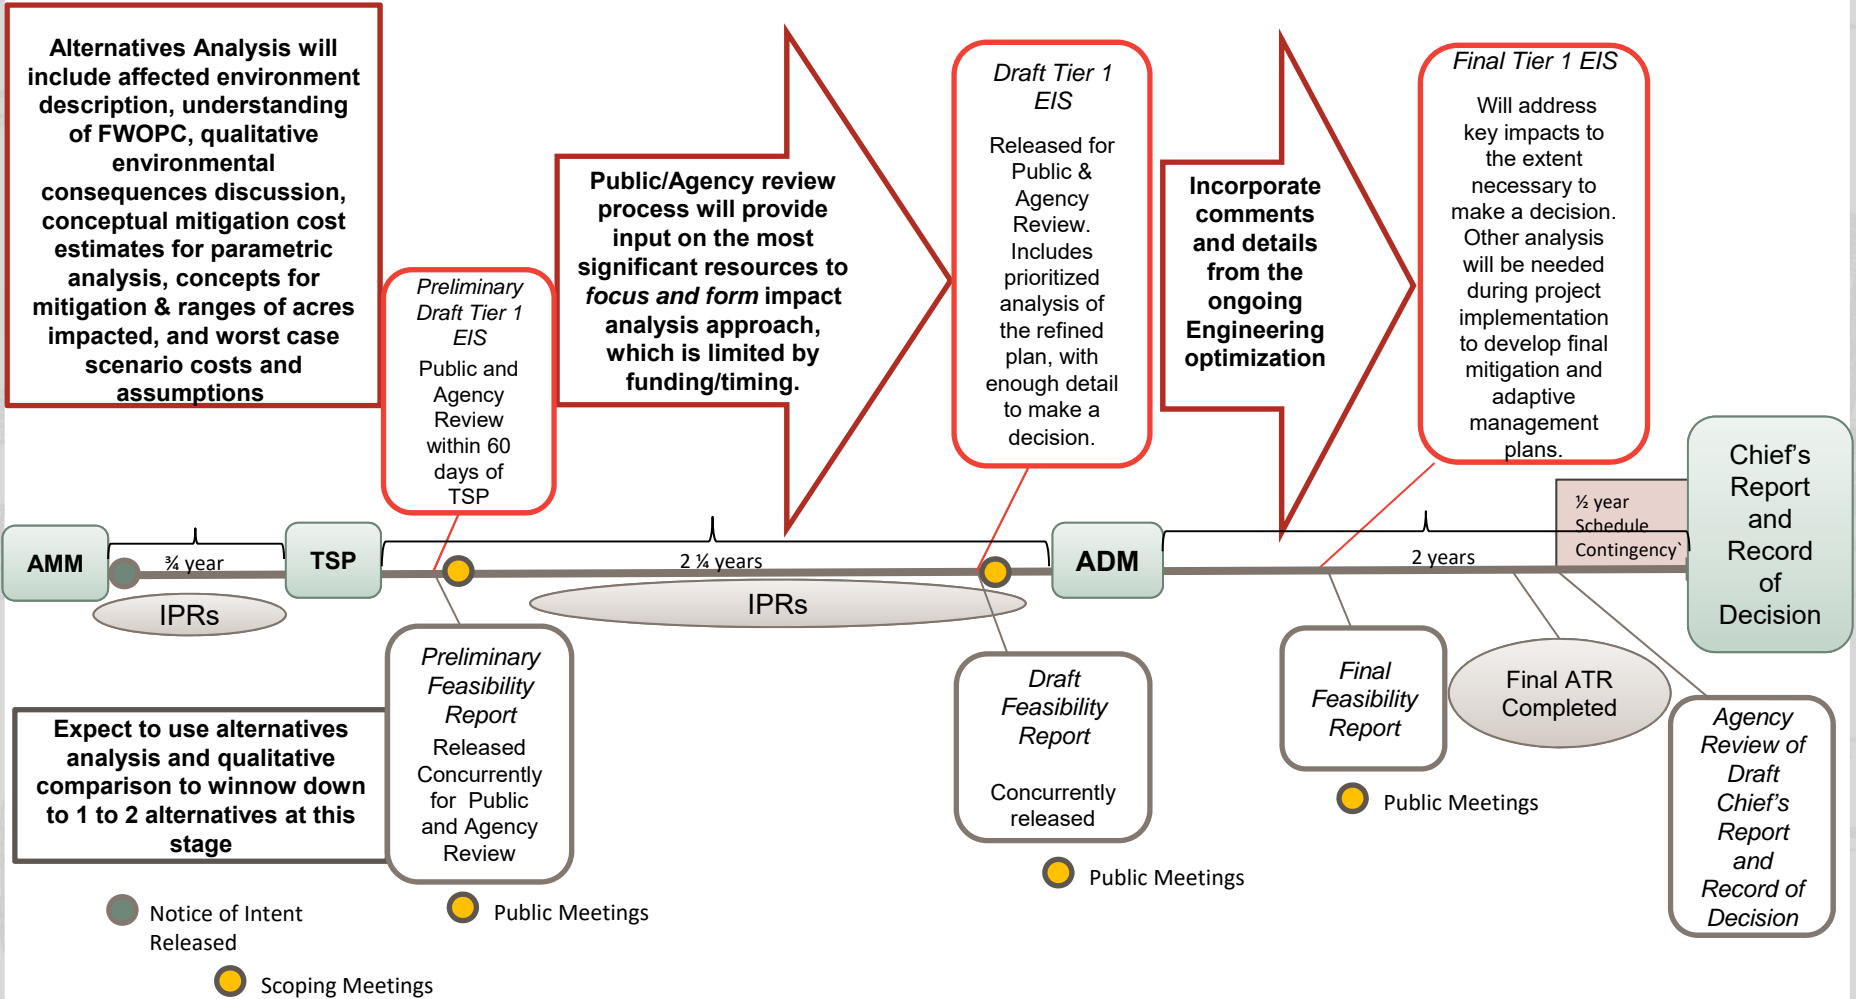 Alternatives Analysis will
include affected environment
description, understanding
of FWOPC, qualitative
environmental
consequences discussion,
conceptual mitigation cost
estimates for parametric
analysis, concepts for
mitigation & ranges of acres
impacted, and worst case
scenario costs and
assumptions
Preliminary
Draft Tier 1
EIS
Public and
Agency
Review
within 60
days of
TSP
Public/Agency review
process will provide
input on the most
significant resources to
focus and form impact
analysis approach,
which is limited by
funding/timing.
Draft Tier 1
EIS
Released for
Public &
Agency
Review.
Includes
prioritized
analysis of
the refined
plan, with
enough detail
to make a
decision.
Incorporate
comments
and details
from the
ongoing
Engineering
optimization
Final Tier 1 EIS
Will address
key impacts to
the extent
necessary to
make a decision.
Other analysis
will be needed
during project
implementation
to develop final
mitigation and
adaptive
management
plans.
AMM
¾ year
TSP
2 ¼ years
ADM
2 years
½ year
Schedule
Contingency`
Chief's
Report
and
Record
of
Decision
IPRs
IPRs
Preliminary
Feasibility
Report
Released
Concurrently
for Public
and Agency
Review
Draft
Feasibility
Report
Concurrently
released
Final
Feasibility
Report
Final ATR
Completed
Agency
Review of
Draft
Chief's
Report
and
Record of
Decision
Expect to use alternatives
analysis and qualitative
comparison to winnow down
to 1 to 2 alternatives at this
stage
Public Meetings
Public Meetings
Public Meetings
Notice of Intent
Released
Scoping Meetings